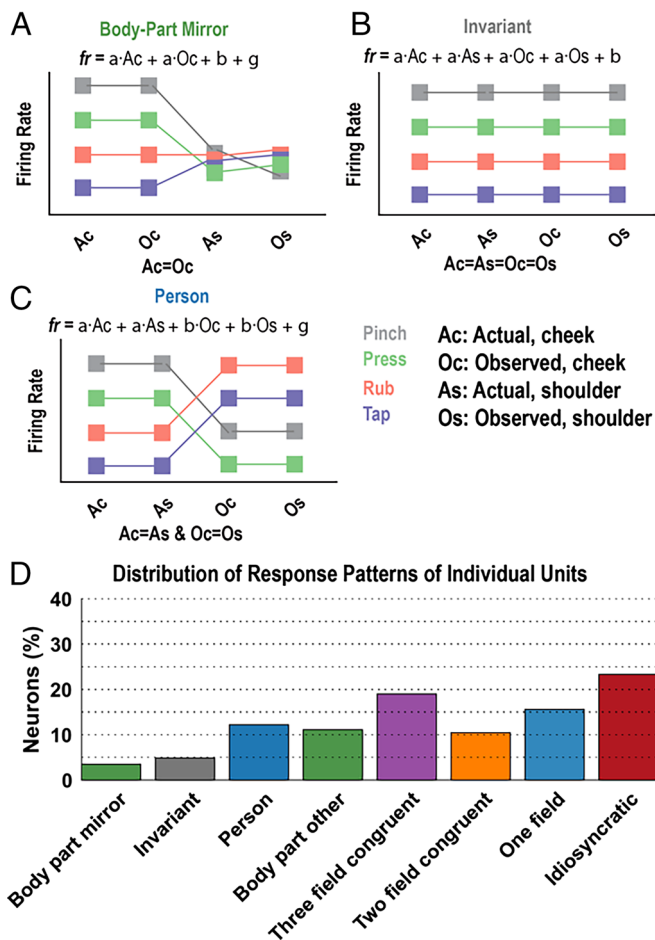 A
Body-Part Mirror
fr = a·Ac + a·Oc + b + g
Firing Rate
Ac
Oc
As
Os
Ac=Oc
B
Invariant
fr = a·Ac + a·As + a·Oc + a·Os + b
Firing Rate
Ac
As
Oc
Os
Ac=As=Oc=Os
C
Person
fr = a·Ac + a·As + b·Oc + b·Os + g
Firing Rate
Ac
As
Oc
Os
Ac=As & Oc=Os
Pinch Ac: Actual, cheek
Press Oc: Observed, cheek
Rub As: Actual, shoulder
Tap Os: Observed, shoulder
D
Distribution of Response Patterns of Individual Units
Neurons (%)
40
30
20
10
0
Body part mirror
Invariant
Person
Body part other
Three field congruent
Two field congruent
One field
Idiosyncratic